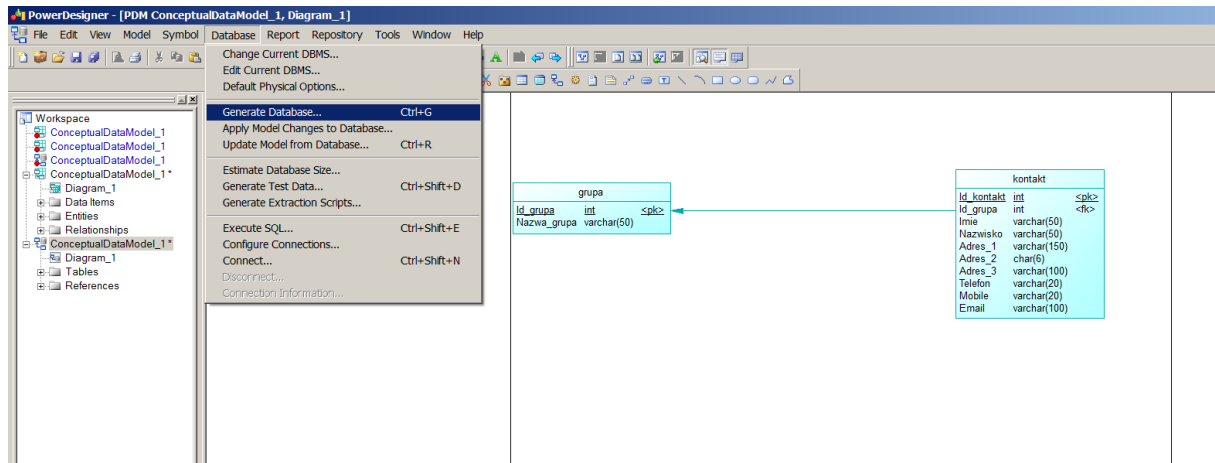 PowerDesigner - [PDM ConceptualDataModel_1, Diagram_1]
File Edit View Model Symbol Database Report Repository Tools Window Help
Change Current DBMS...
Edit Current DBMS...
Default Physical Options...
Generate Database... Ctrl+G
Apply Model Changes to Database...
Update Model from Database... Ctrl+R
Estimate Database Size...
Generate Test Data... Ctrl+Shift+D
Generate Extraction Scripts...
Execute SQL... Ctrl+Shift+E
Configure Connections...
Connect... Ctrl+Shift+N
Disconnect...
Connection Information...
Workspace
ConceptualDataModel_1
ConceptualDataModel_1
ConceptualDataModel_1
ConceptualDataModel_1 *
Diagram_1
Data Items
Entities
Relationships
ConceptualDataModel_1 *
Diagram_1
Tables
References
grupa
Id_grupa int <pk>
Nazwa_grupa varchar(50)
kontakt
Id_kontakt int <pk>
Id_grupa int <fk>
Imie varchar(50)
Nazwisko varchar(50)
Adres_1 varchar(150)
Adres_2 char(6)
Adres_3 varchar(100)
Telefon varchar(20)
Mobile varchar(20)
Email varchar(100)